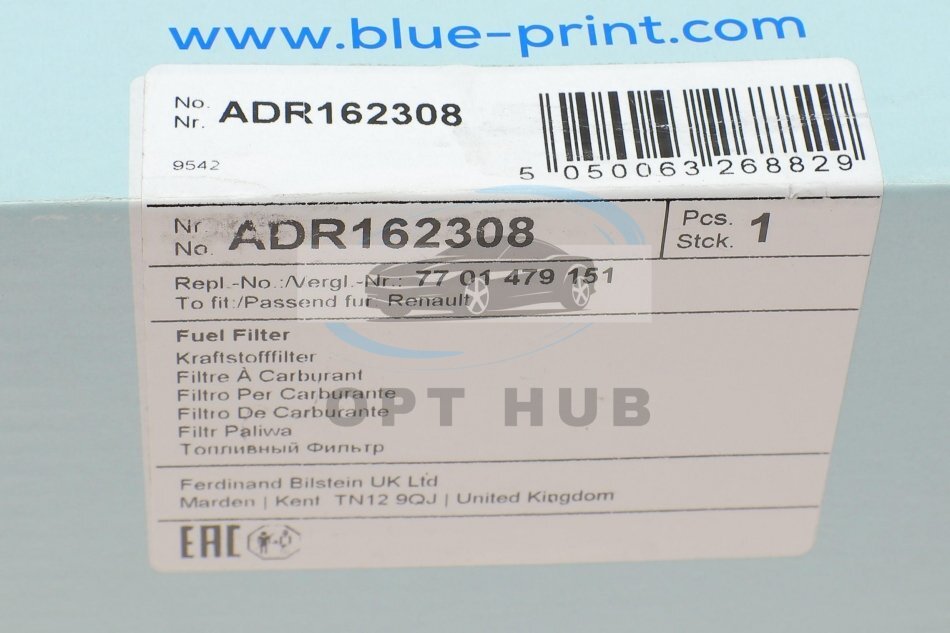 www.blue-print.com
No. Nr. ADR162308
9542
5 050063 268829
Nr. No. ADR162308
Pcs. Stck. 1
Repl.-No.:/Vergl.-Nr.: 77 01 479 151
To fit:/Passend für Renault
Fuel Filter
Kraftstofffilter
Filtre À Carburant
Filtro Per Carburante
Filtro De Carburante
Filtr Paliwa
Топливный Фильтр
OPT HUB
Ferdinand Bilstein UK Ltd
Marden | Kent TN12 9QJ | United Kingdom
EAC